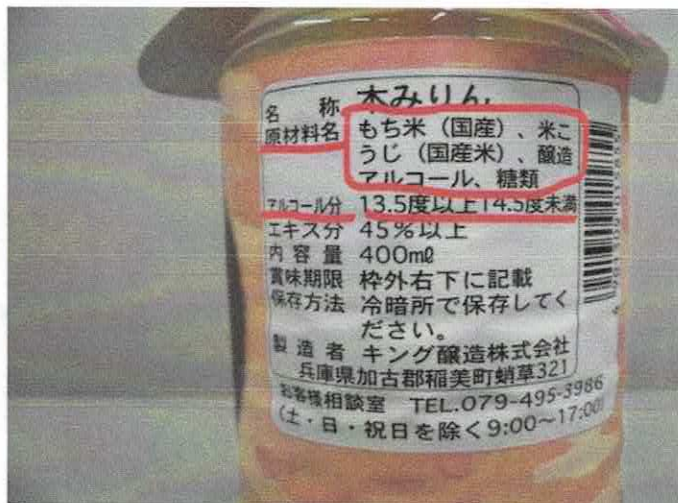 名称 本みりん
原材料名 もち米（国産）、米こ
うじ（国産米）、醸造
アルコール、糖類
アルコール分 13.5度以上14.5度未満
エキス分 45％以上
内容量 400mℓ
賞味期限 枠外右下に記載
保存方法 冷暗所で保存してく
ださい。
製造者 キング醸造株式会社
兵庫県加古郡稲美町蛸草321
お客様相談室 TEL.079-495-3986
（土・日・祝日を除く9:00〜17:00）